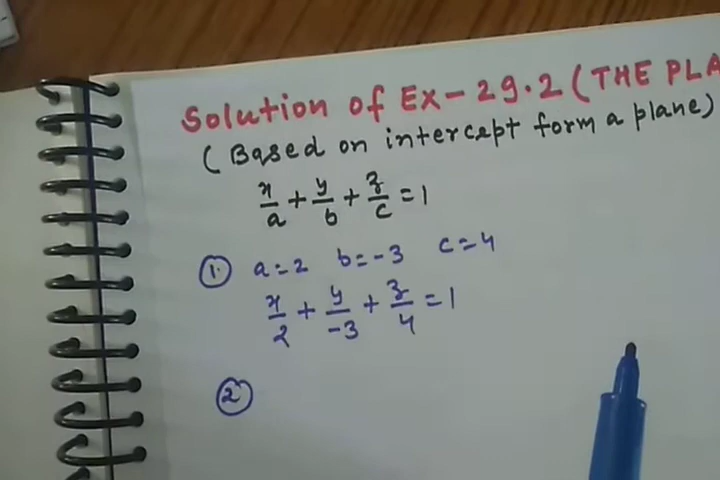 Solution of Ex-29.2 (THE PLA
(Based on intercept form a plane)
x/a + y/b + z/c = 1
① a=2 b=-3 c=4
x/2 + y/-3 + z/4 = 1
②